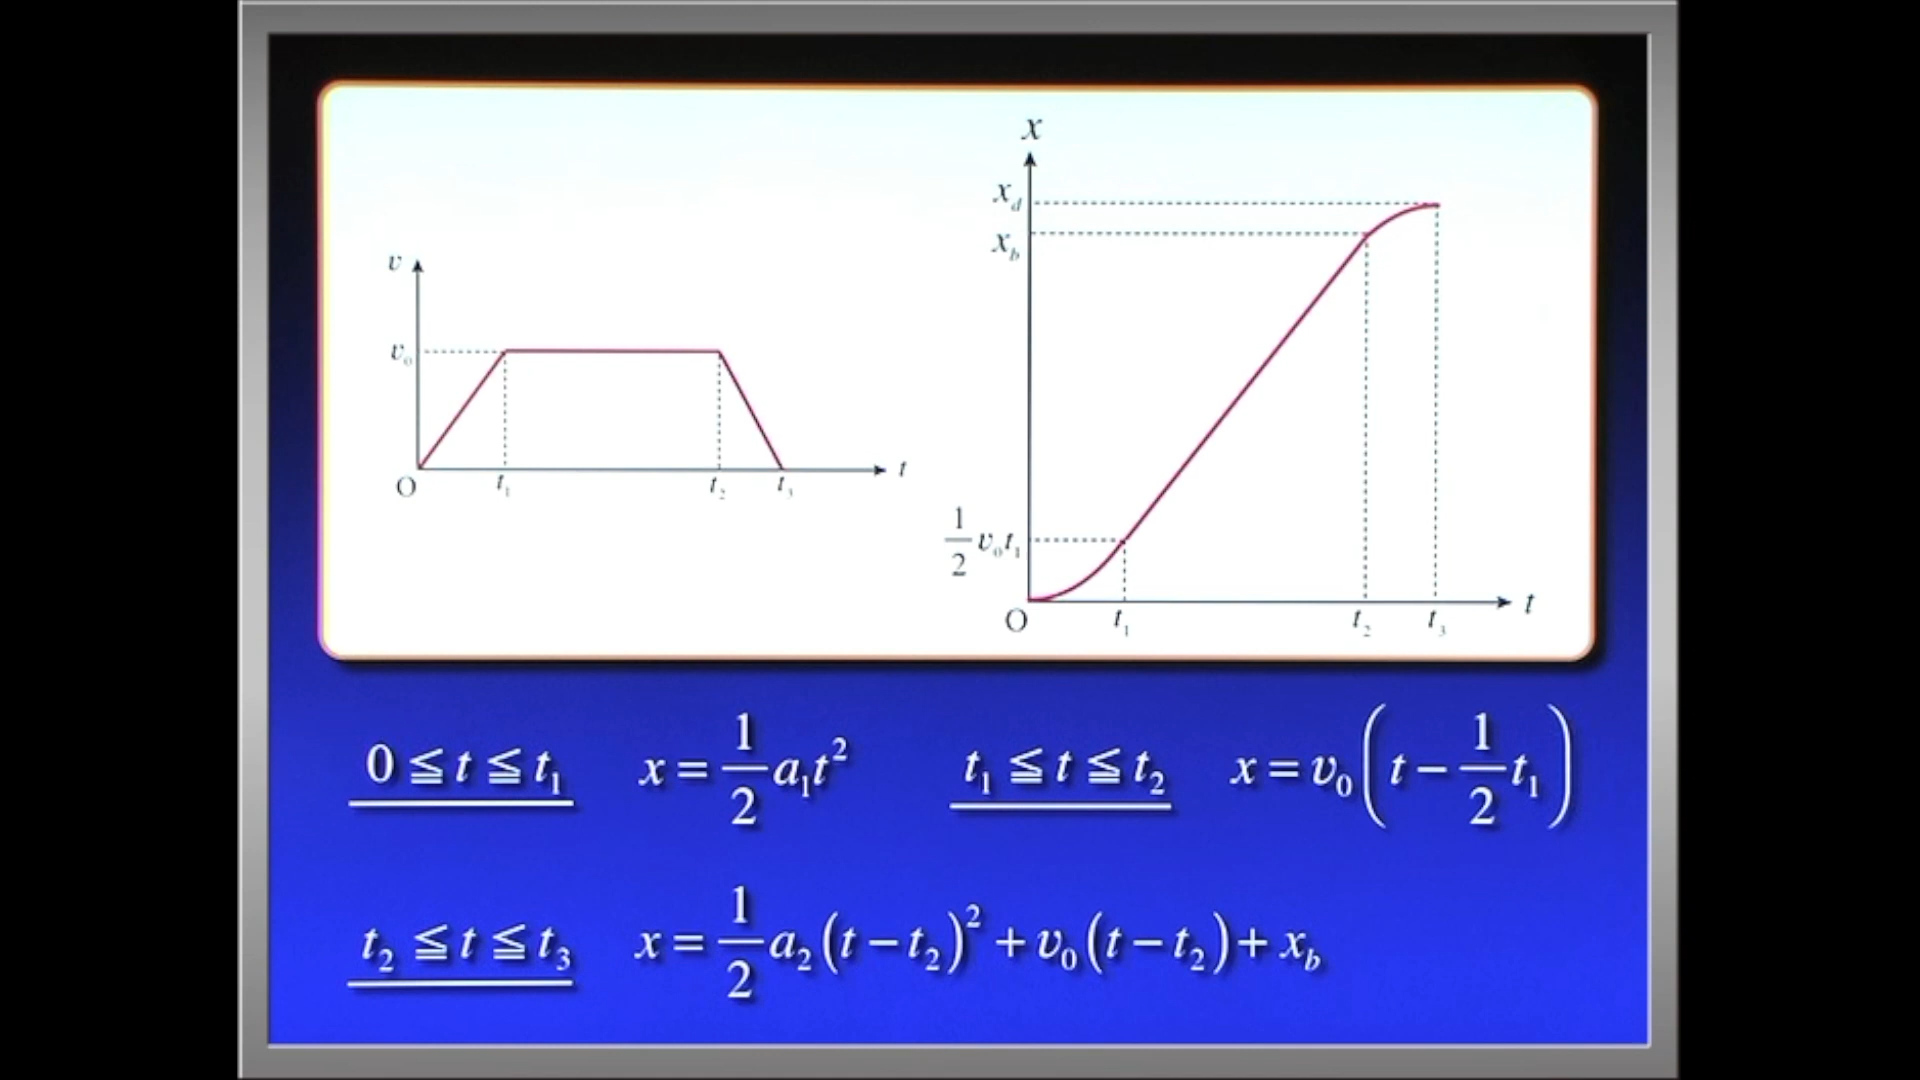 x
x_d
x_b
v
v₀
O t₁ t₂ t₃ t
1/2 v₀t₁
O t₁ t₂ t₃ t
0 ≦ t ≦ t₁ x = 1/2 a₁t² t₁ ≦ t ≦ t₂ x = v₀(t − 1/2 t₁)
t₂ ≦ t ≦ t₃ x = 1/2 a₂(t − t₂)² + v₀(t − t₂) + x_b